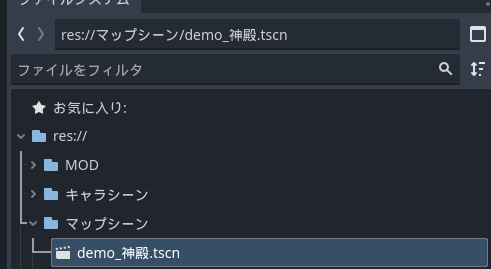 ファイルシステム
res://マップシーン/demo_神殿.tscn
ファイルをフィルタ
お気に入り:
res://
MOD
キャラシーン
マップシーン
demo_神殿.tscn